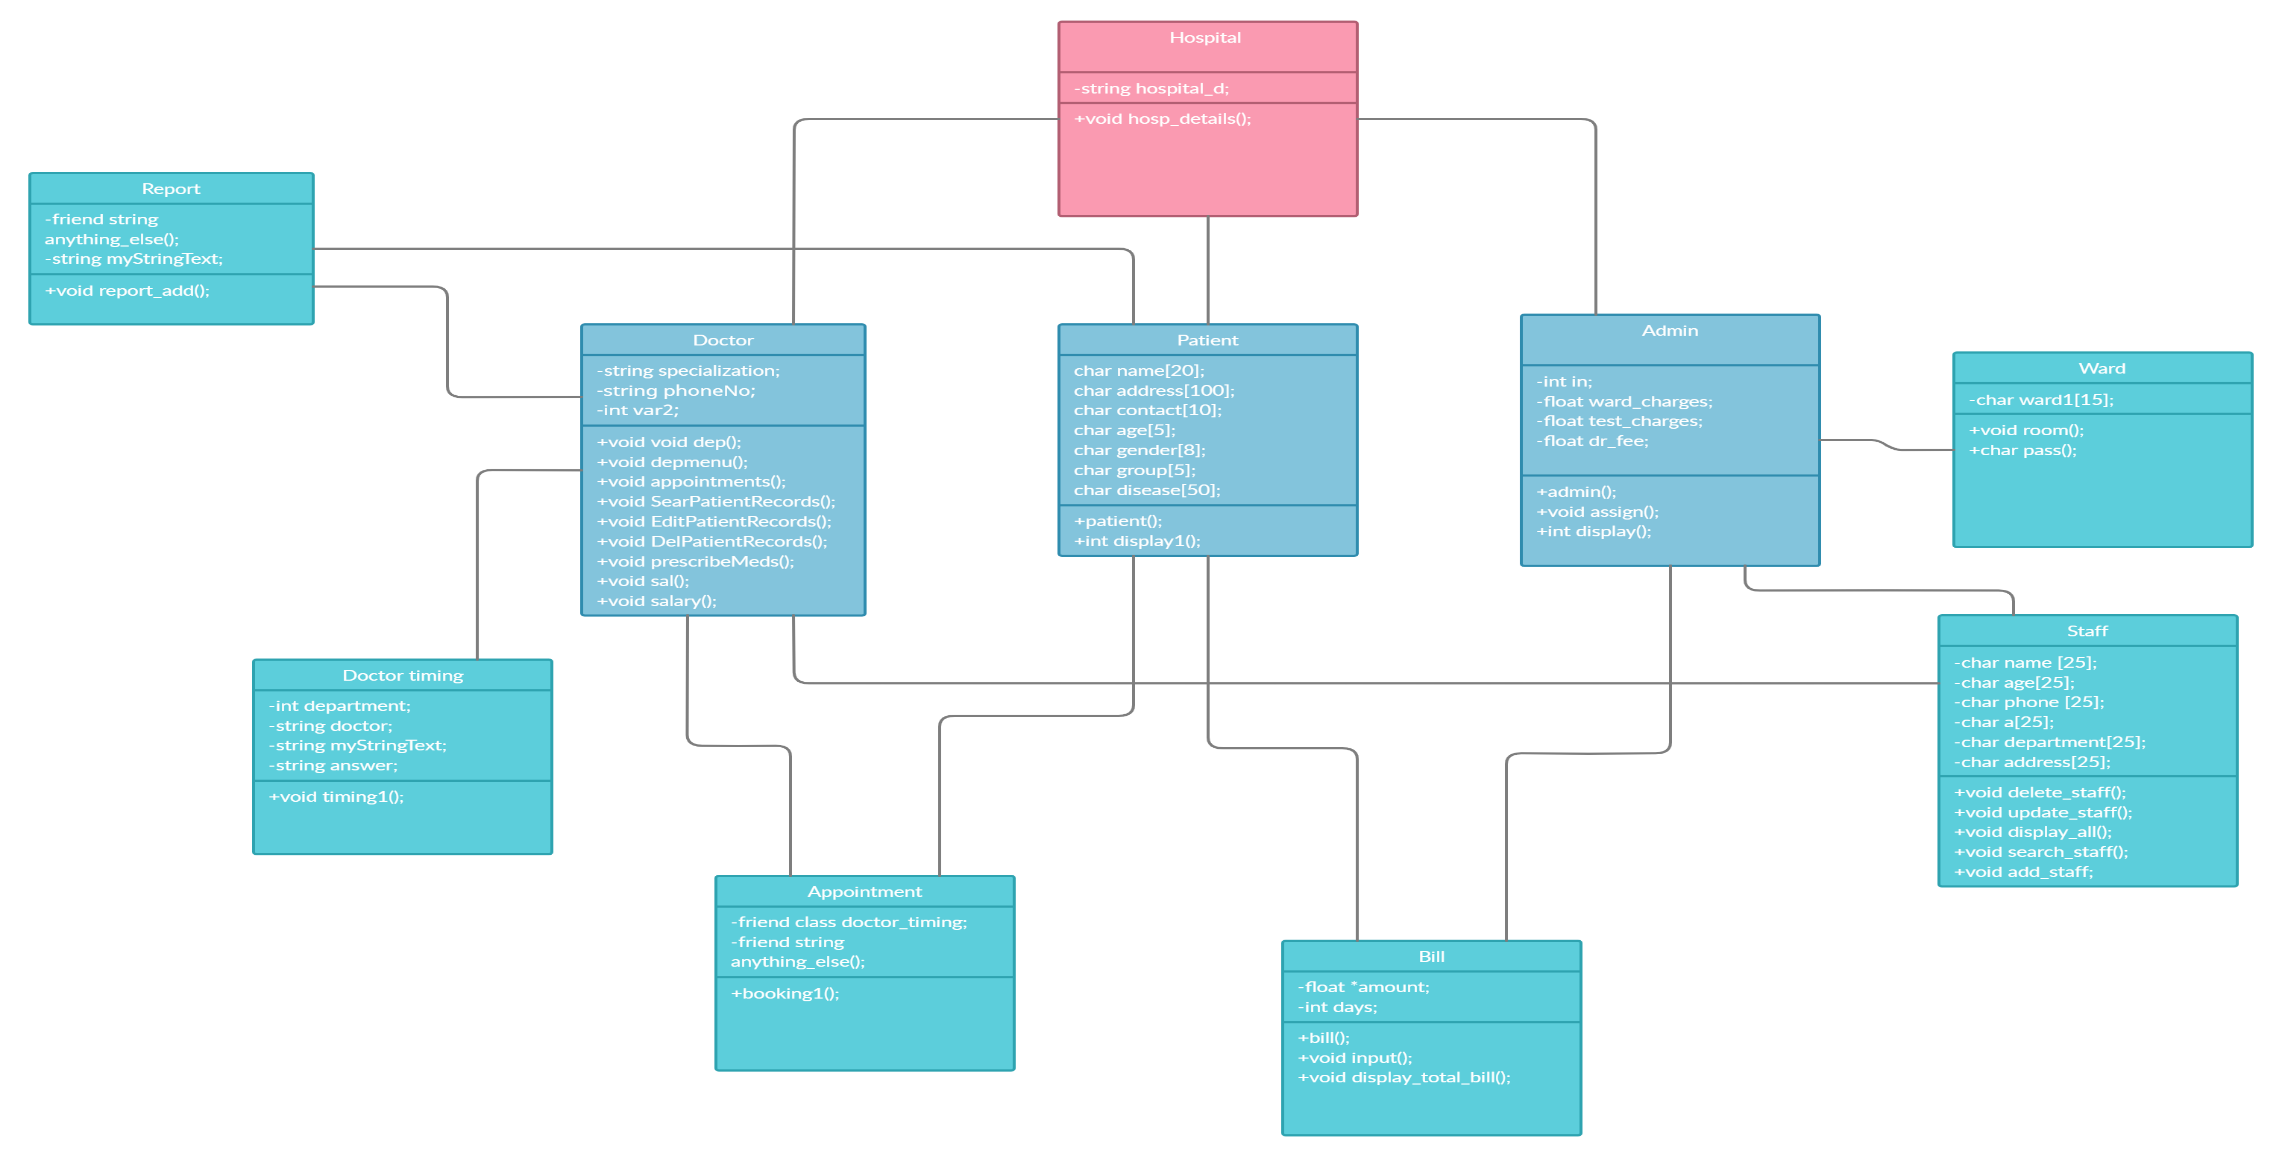 Hospital
-string hospital_d;
+void hosp_details();
Report
-friend string
anything_else();
-string myStringText;
+void report_add();
Doctor
-string specialization;
-string phoneNo;
-int var2;
+void void dep();
+void depmenu();
+void appointments();
+void SearPatientRecords();
+void EditPatientRecords();
+void DelPatientRecords();
+void prescribeMeds();
+void sal();
+void salary();
Patient
char name[20];
char address[100];
char contact[10];
char age[5];
char gender[8];
char group[5];
char disease[50];
+patient();
+int display1();
Admin
-int in;
-float ward_charges;
-float test_charges;
-float dr_fee;
+admin();
+void assign();
+int display();
Ward
-char ward1[15];
+void room();
+char pass();
Doctor timing
-int department;
-string doctor;
-string myStringText;
-string answer;
+void timing1();
Staff
-char name [25];
-char age[25];
-char phone [25];
-char a[25];
-char department[25];
-char address[25];
+void delete_staff();
+void update_staff();
+void display_all();
+void search_staff();
+void add_staff;
Appointment
-friend class doctor_timing;
-friend string
anything_else();
+booking1();
Bill
-float *amount;
-int days;
+bill();
+void input();
+void display_total_bill();